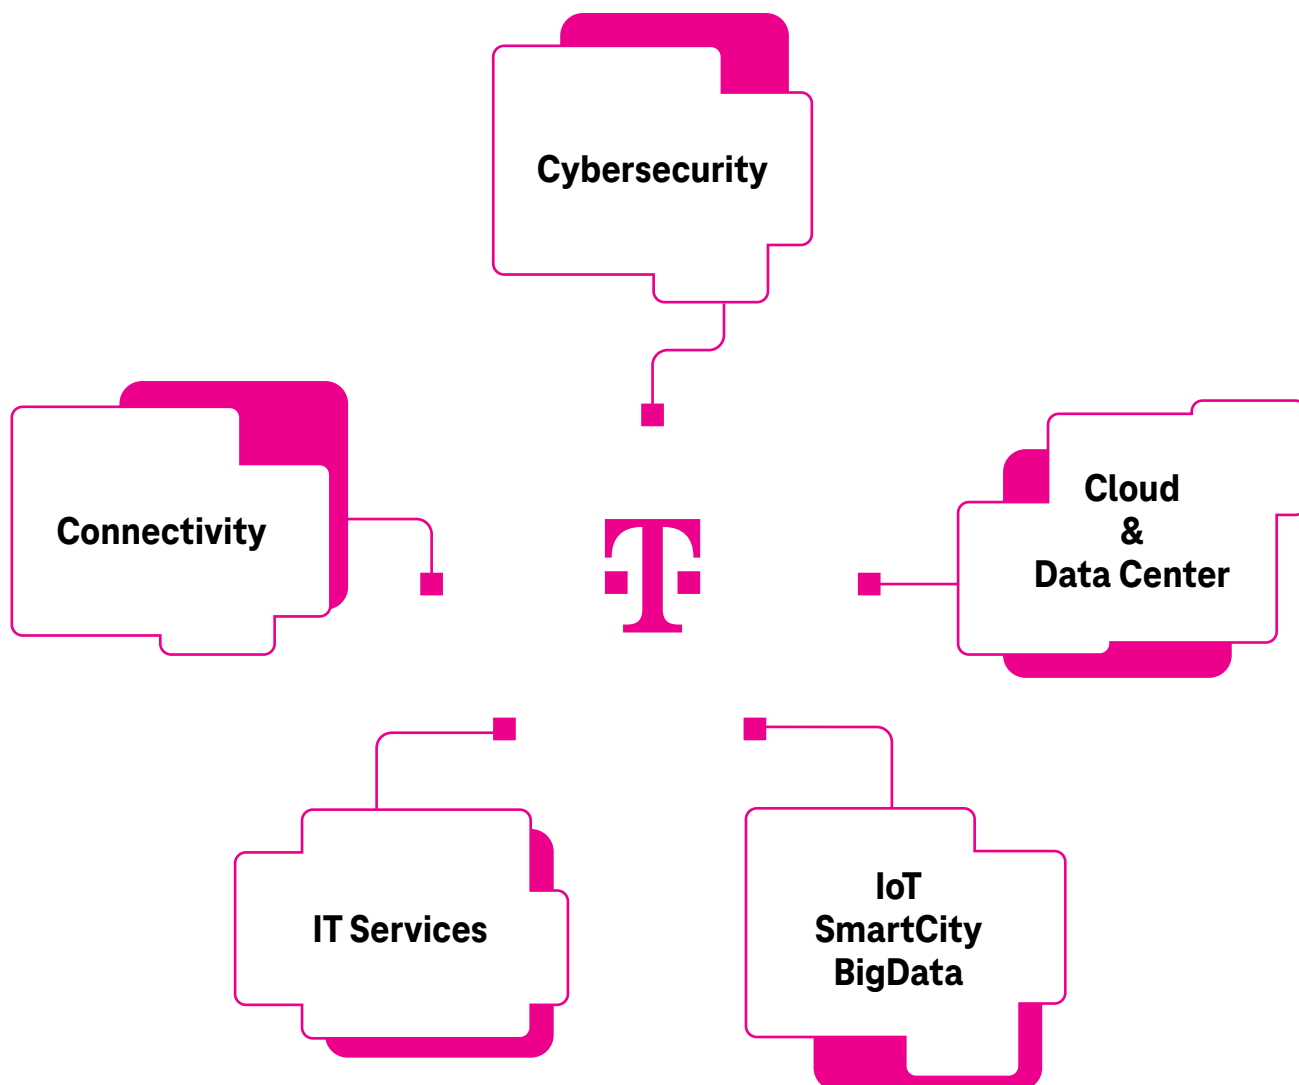 Cybersecurity
Connectivity
Cloud
&
Data Center
T
IT Services
IoT
SmartCity
BigData